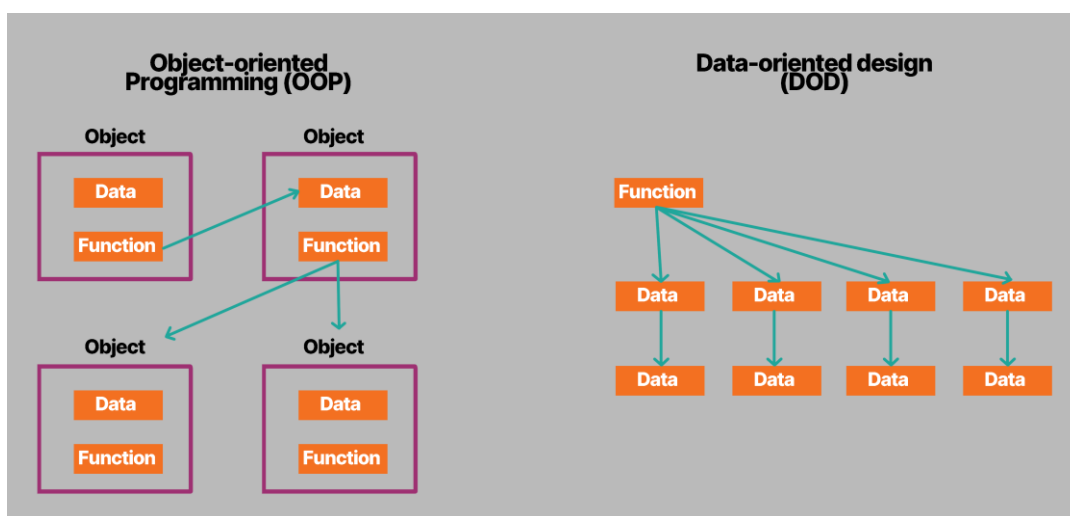 Object-oriented
Programming (OOP)
Object
Data
Function
Object
Data
Function
Object
Data
Function
Object
Data
Function
Data-oriented design
(DOD)
Function
Data
Data
Data
Data
Data
Data
Data
Data